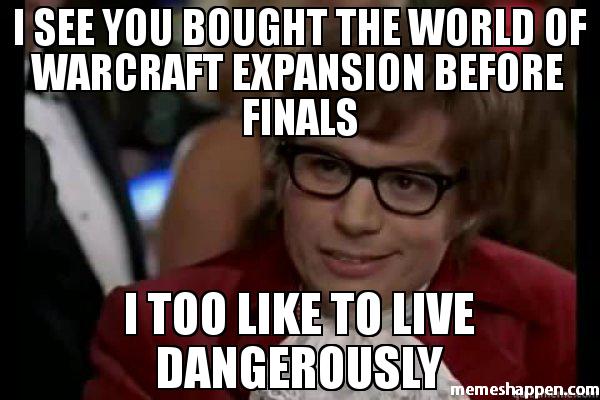 I SEE YOU BOUGHT THE WORLD OF
WARCRAFT EXPANSION BEFORE
FINALS
I TOO LIKE TO LIVE
DANGEROUSLY
memeshappen.com